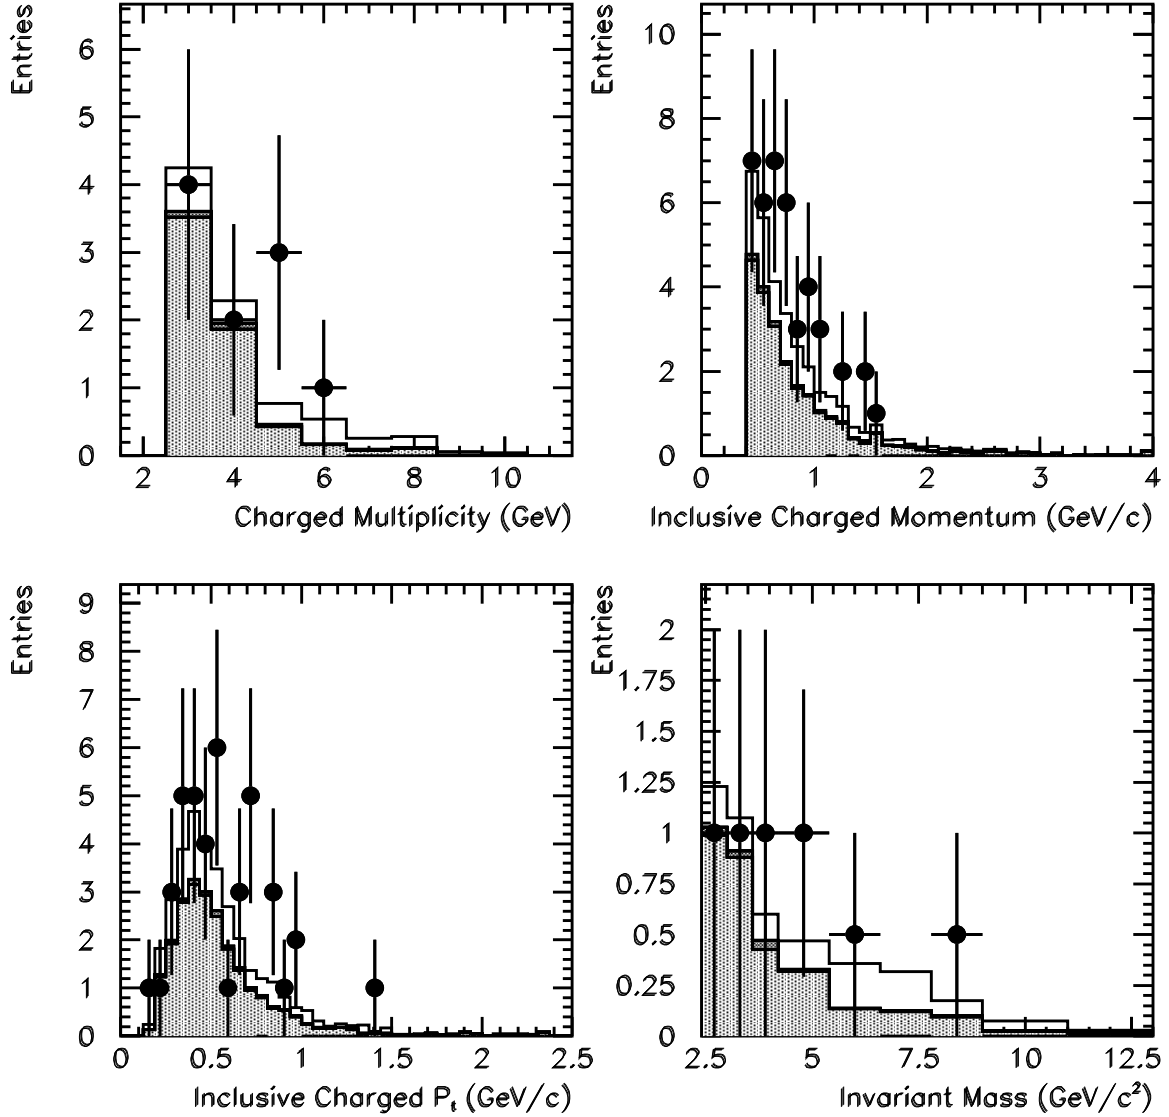 Entries
6
5
4
3
2
1
0
2 4 6 8 10
Charged Multiplicity (GeV)
Entries
10
8
6
4
2
0
0 1 2 3 4
Inclusive Charged Momentum (GeV/c)
Entries
9
8
7
6
5
4
3
2
1
0
0 0.5 1 1.5 2 2.5
Inclusive Charged Pt (GeV/c)
Entries
2
1.75
1.5
1.25
1
0.75
0.5
0.25
0
2.5 5 7.5 10 12.5
Invariant Mass (GeV/c²)